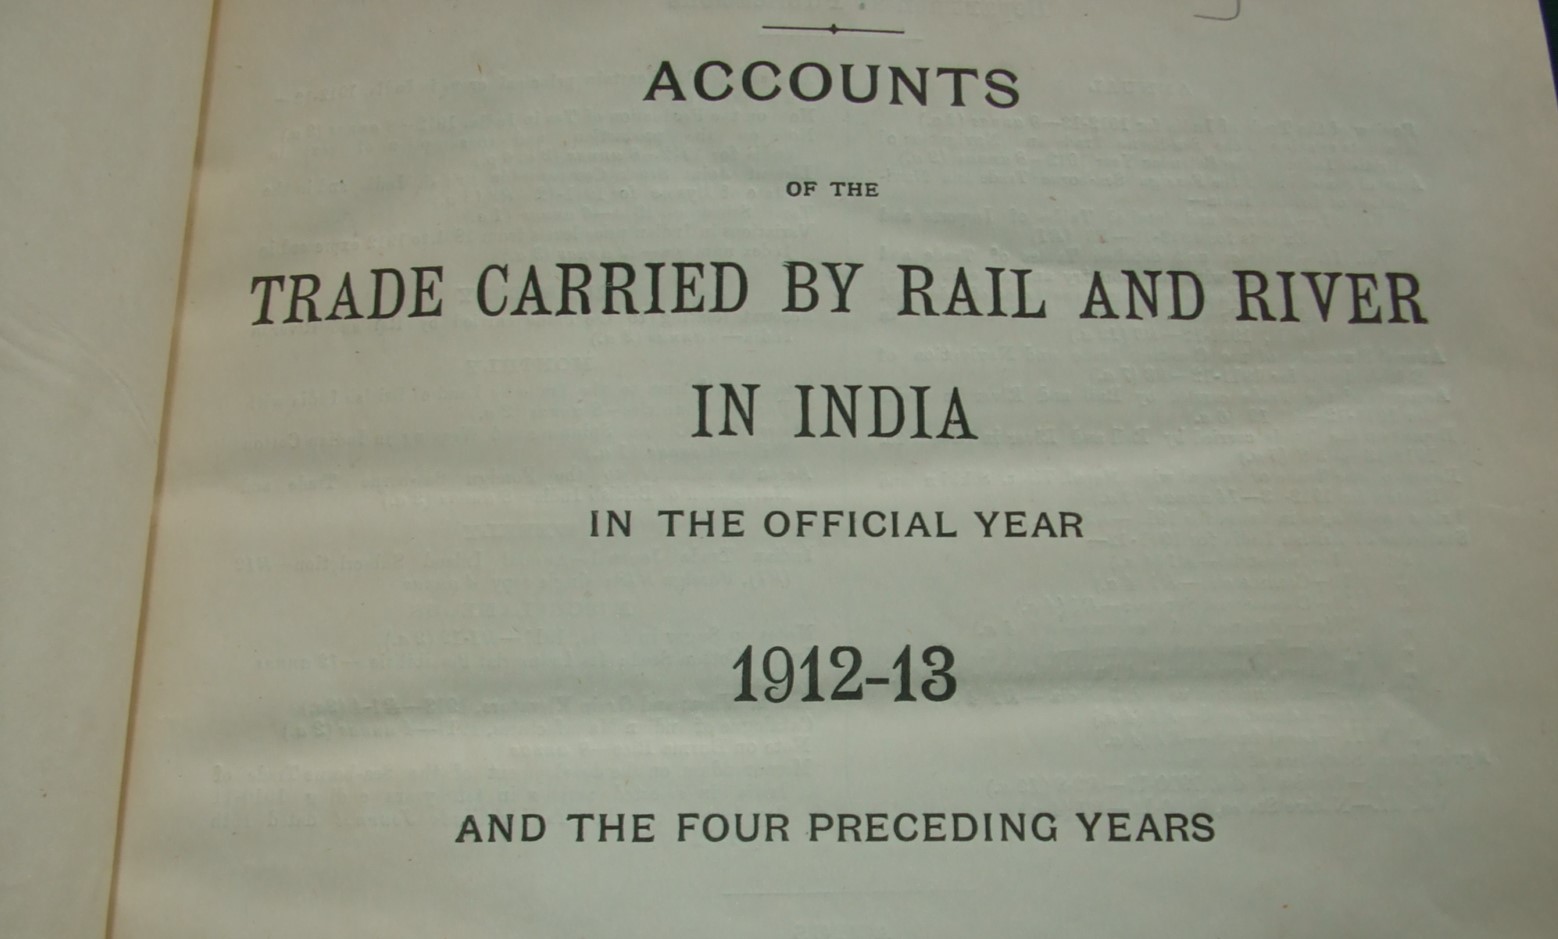 ACCOUNTS
OF THE
TRADE CARRIED BY RAIL AND RIVER
IN INDIA
IN THE OFFICIAL YEAR
1912-13
AND THE FOUR PRECEDING YEARS